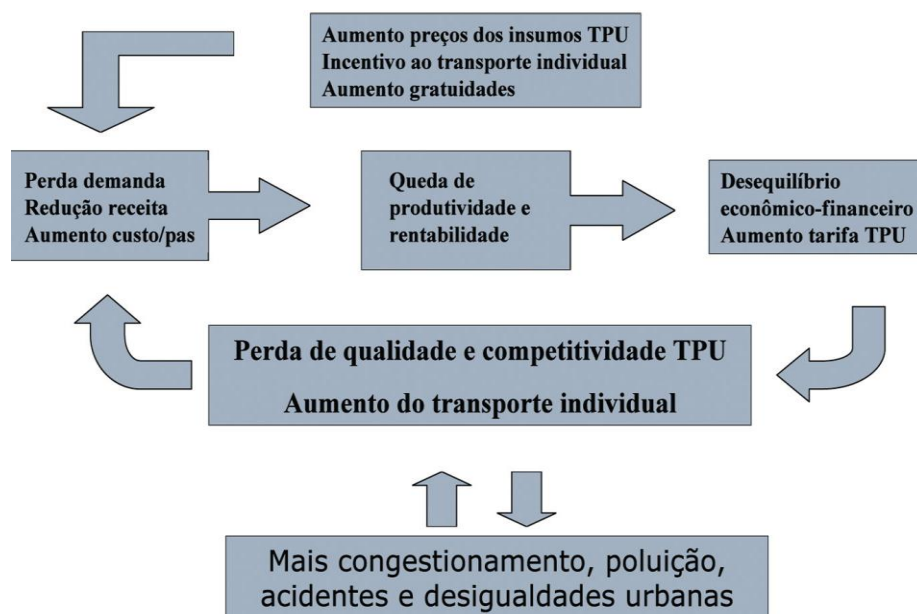 Aumento preços dos insumos TPU
Incentivo ao transporte individual
Aumento gratuidades
Perda demanda
Redução receita
Aumento custo/pas
Queda de
produtividade e
rentabilidade
Desequilíbrio
econômico-financeiro
Aumento tarifa TPU
Perda de qualidade e competitividade TPU
Aumento do transporte individual
Mais congestionamento, poluição,
acidentes e desigualdades urbanas